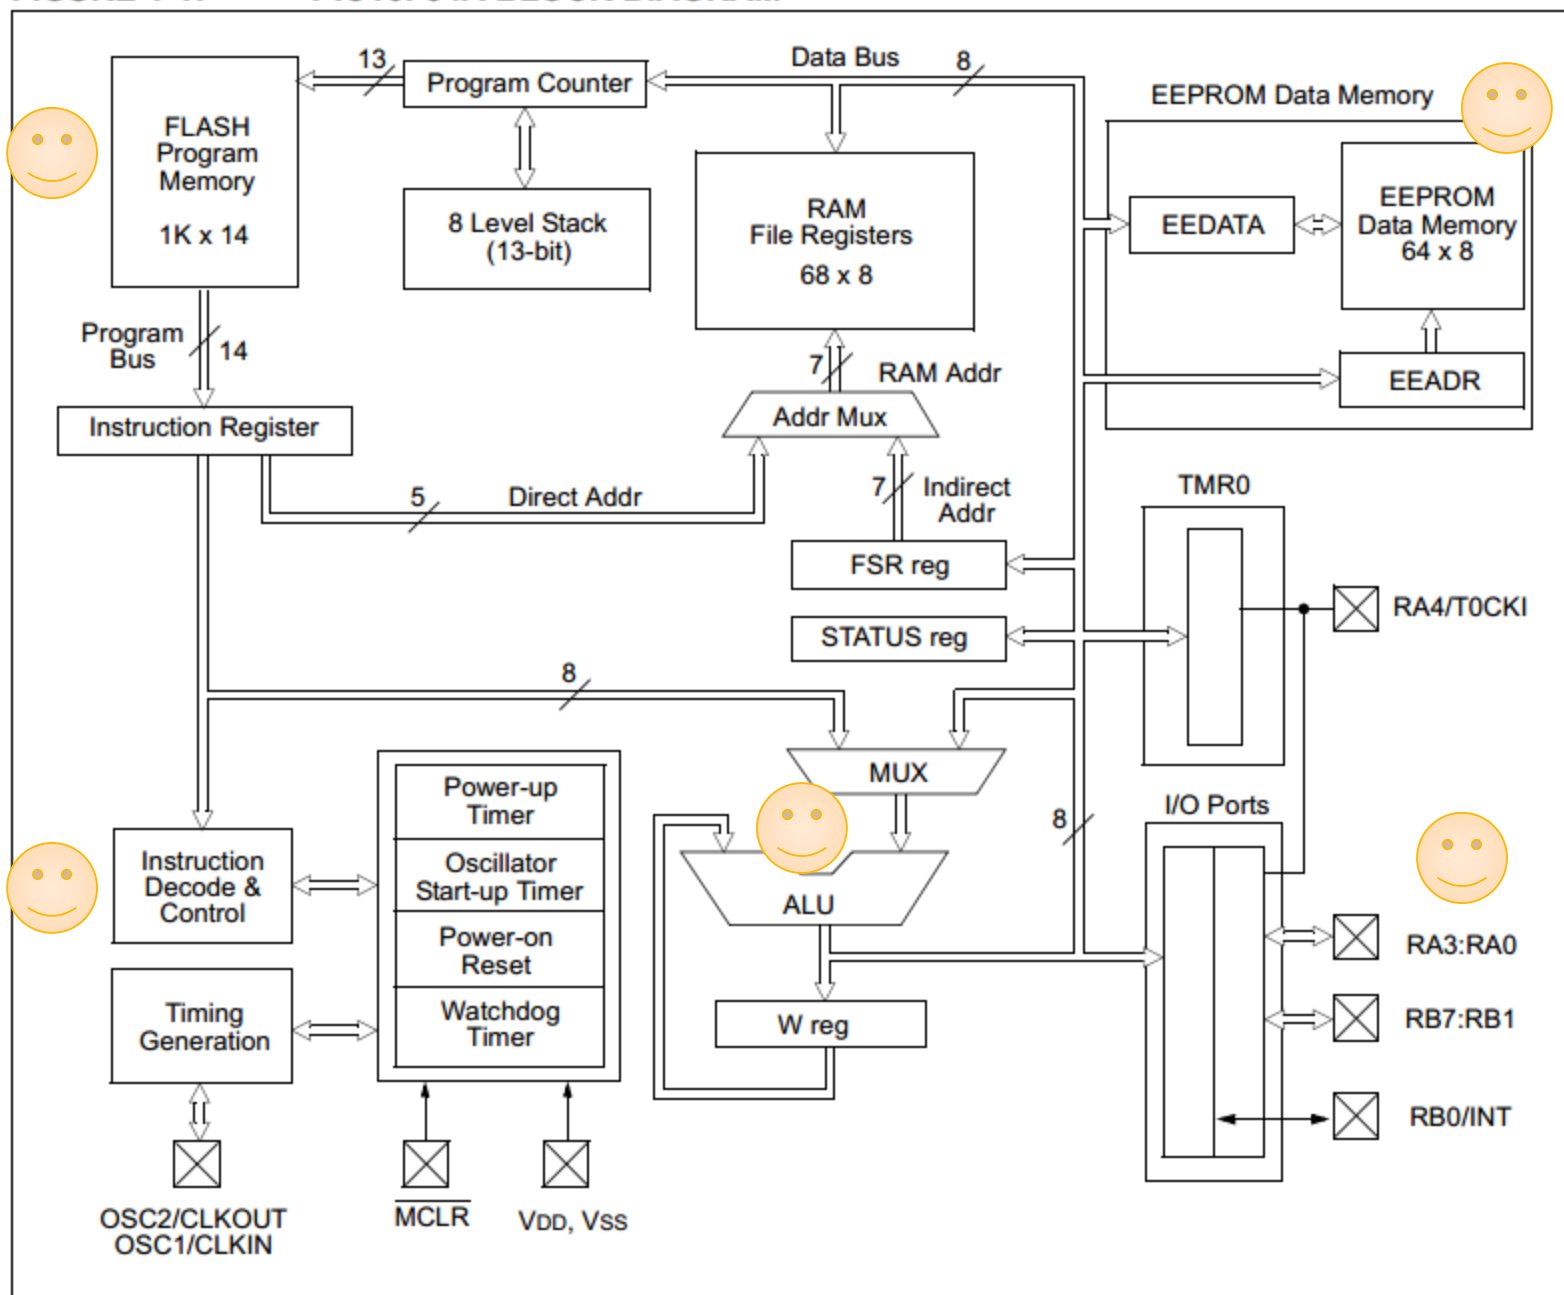 13
Program Counter
Data Bus
8
EEPROM Data Memory
FLASH
Program
Memory
1K x 14
8 Level Stack
(13-bit)
RAM
File Registers
68 x 8
EEDATA
EEPROM
Data Memory
64 x 8
Program
Bus
14
7
RAM Addr
EEADR
Instruction Register
Addr Mux
5
Direct Addr
7
Indirect
Addr
TMR0
FSR reg
RA4/T0CKI
STATUS reg
8
MUX
Power-up
Timer
8
I/O Ports
Instruction
Decode &
Control
Oscillator
Start-up Timer
ALU
Power-on
Reset
RA3:RA0
Timing
Generation
Watchdog
Timer
W reg
RB7:RB1
RB0/INT
OSC2/CLKOUT
OSC1/CLKIN
MCLR
VDD, VSS